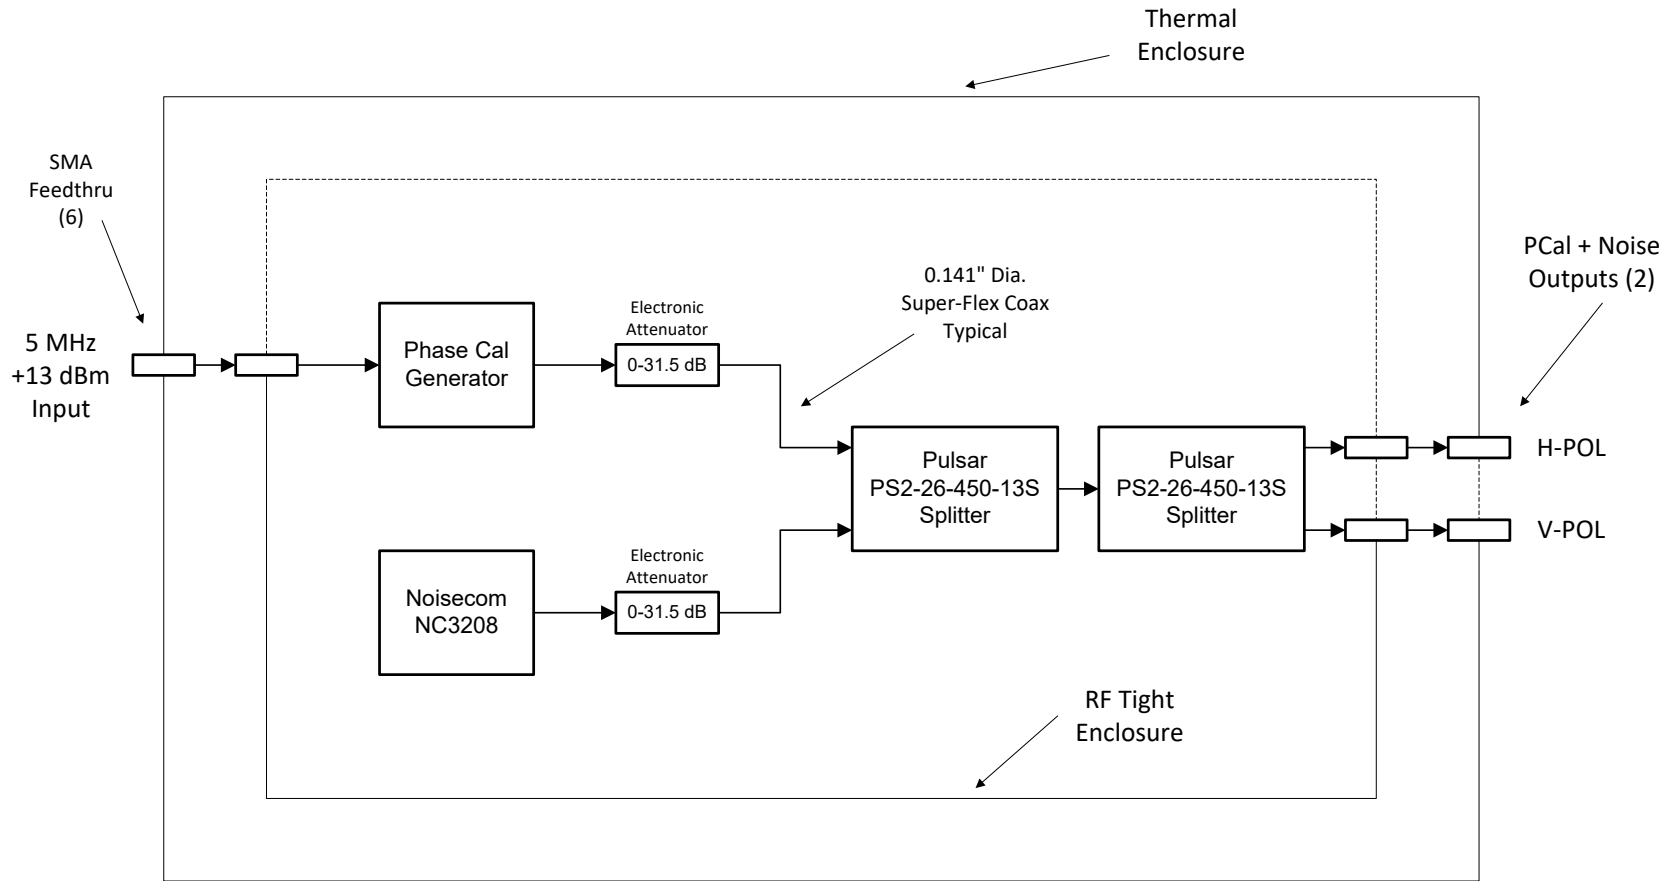 Thermal
Enclosure
SMA
Feedthru
(6)
PCal + Noise
Outputs (2)
0.141" Dia.
Super-Flex Coax
Typical
5 MHz
+13 dBm
Input
Phase Cal
Generator
Electronic
Attenuator
0-31.5 dB
Pulsar
PS2-26-450-13S
Splitter
Pulsar
PS2-26-450-13S
Splitter
H-POL
V-POL
Noisecom
NC3208
Electronic
Attenuator
0-31.5 dB
RF Tight
Enclosure